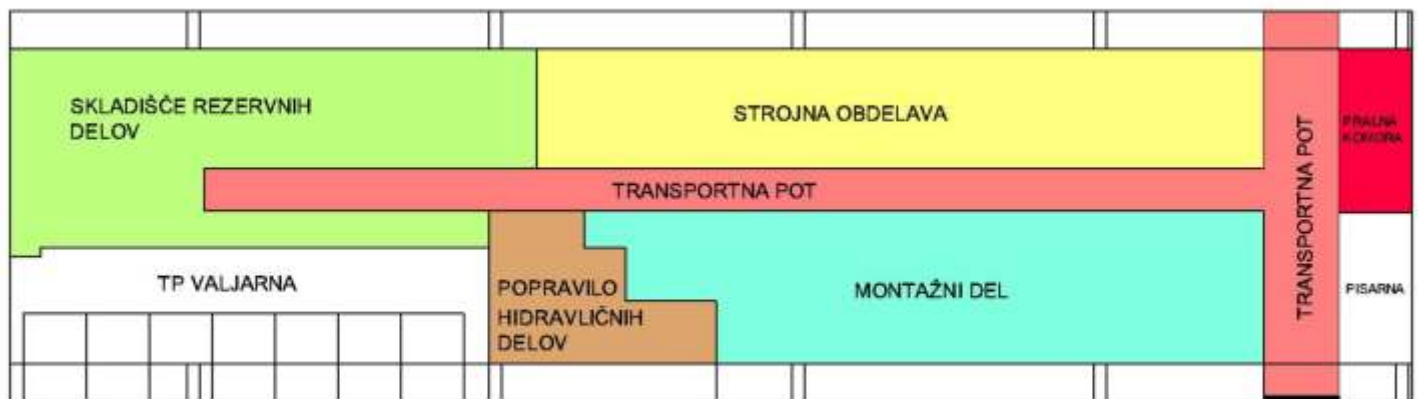 SKLADIŠČE REZERVNIH
DELOV
STROJNA OBDELAVA
TRANSPORTNA POT
TRANSPORTNA POT
PRALNA
KOMORA
TP VALJARNA
POPRAVILO
HIDRAVLIČNIH
DELOV
MONTAŽNI DEL
PISARNA